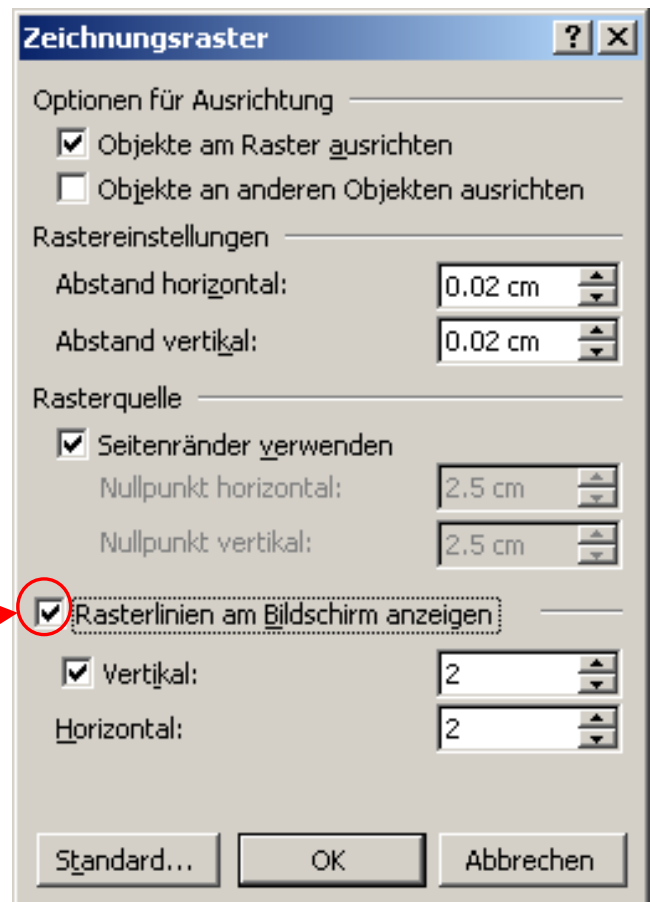 Zeichnungsraster
Optionen für Ausrichtung
Objekte am Raster ausrichten
Objekte an anderen Objekten ausrichten
Rastereinstellungen
Abstand horizontal: 0.02 cm
Abstand vertikal: 0.02 cm
Rasterquelle
Seitenränder verwenden
Nullpunkt horizontal: 2.5 cm
Nullpunkt vertikal: 2.5 cm
Rasterlinien am Bildschirm anzeigen
Vertikal: 2
Horizontal: 2
Standard... OK Abbrechen